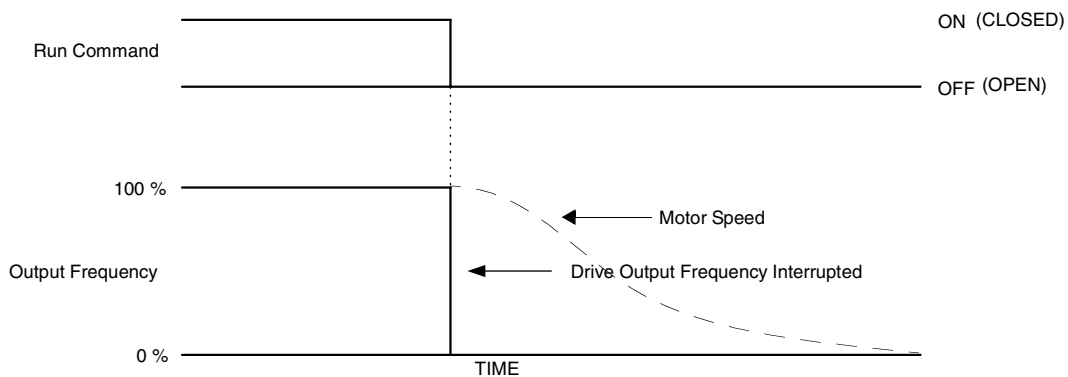 ON (CLOSED)
Run Command
OFF (OPEN)
100 %
Motor Speed
Output Frequency
Drive Output Frequency Interrupted
0 %
TIME